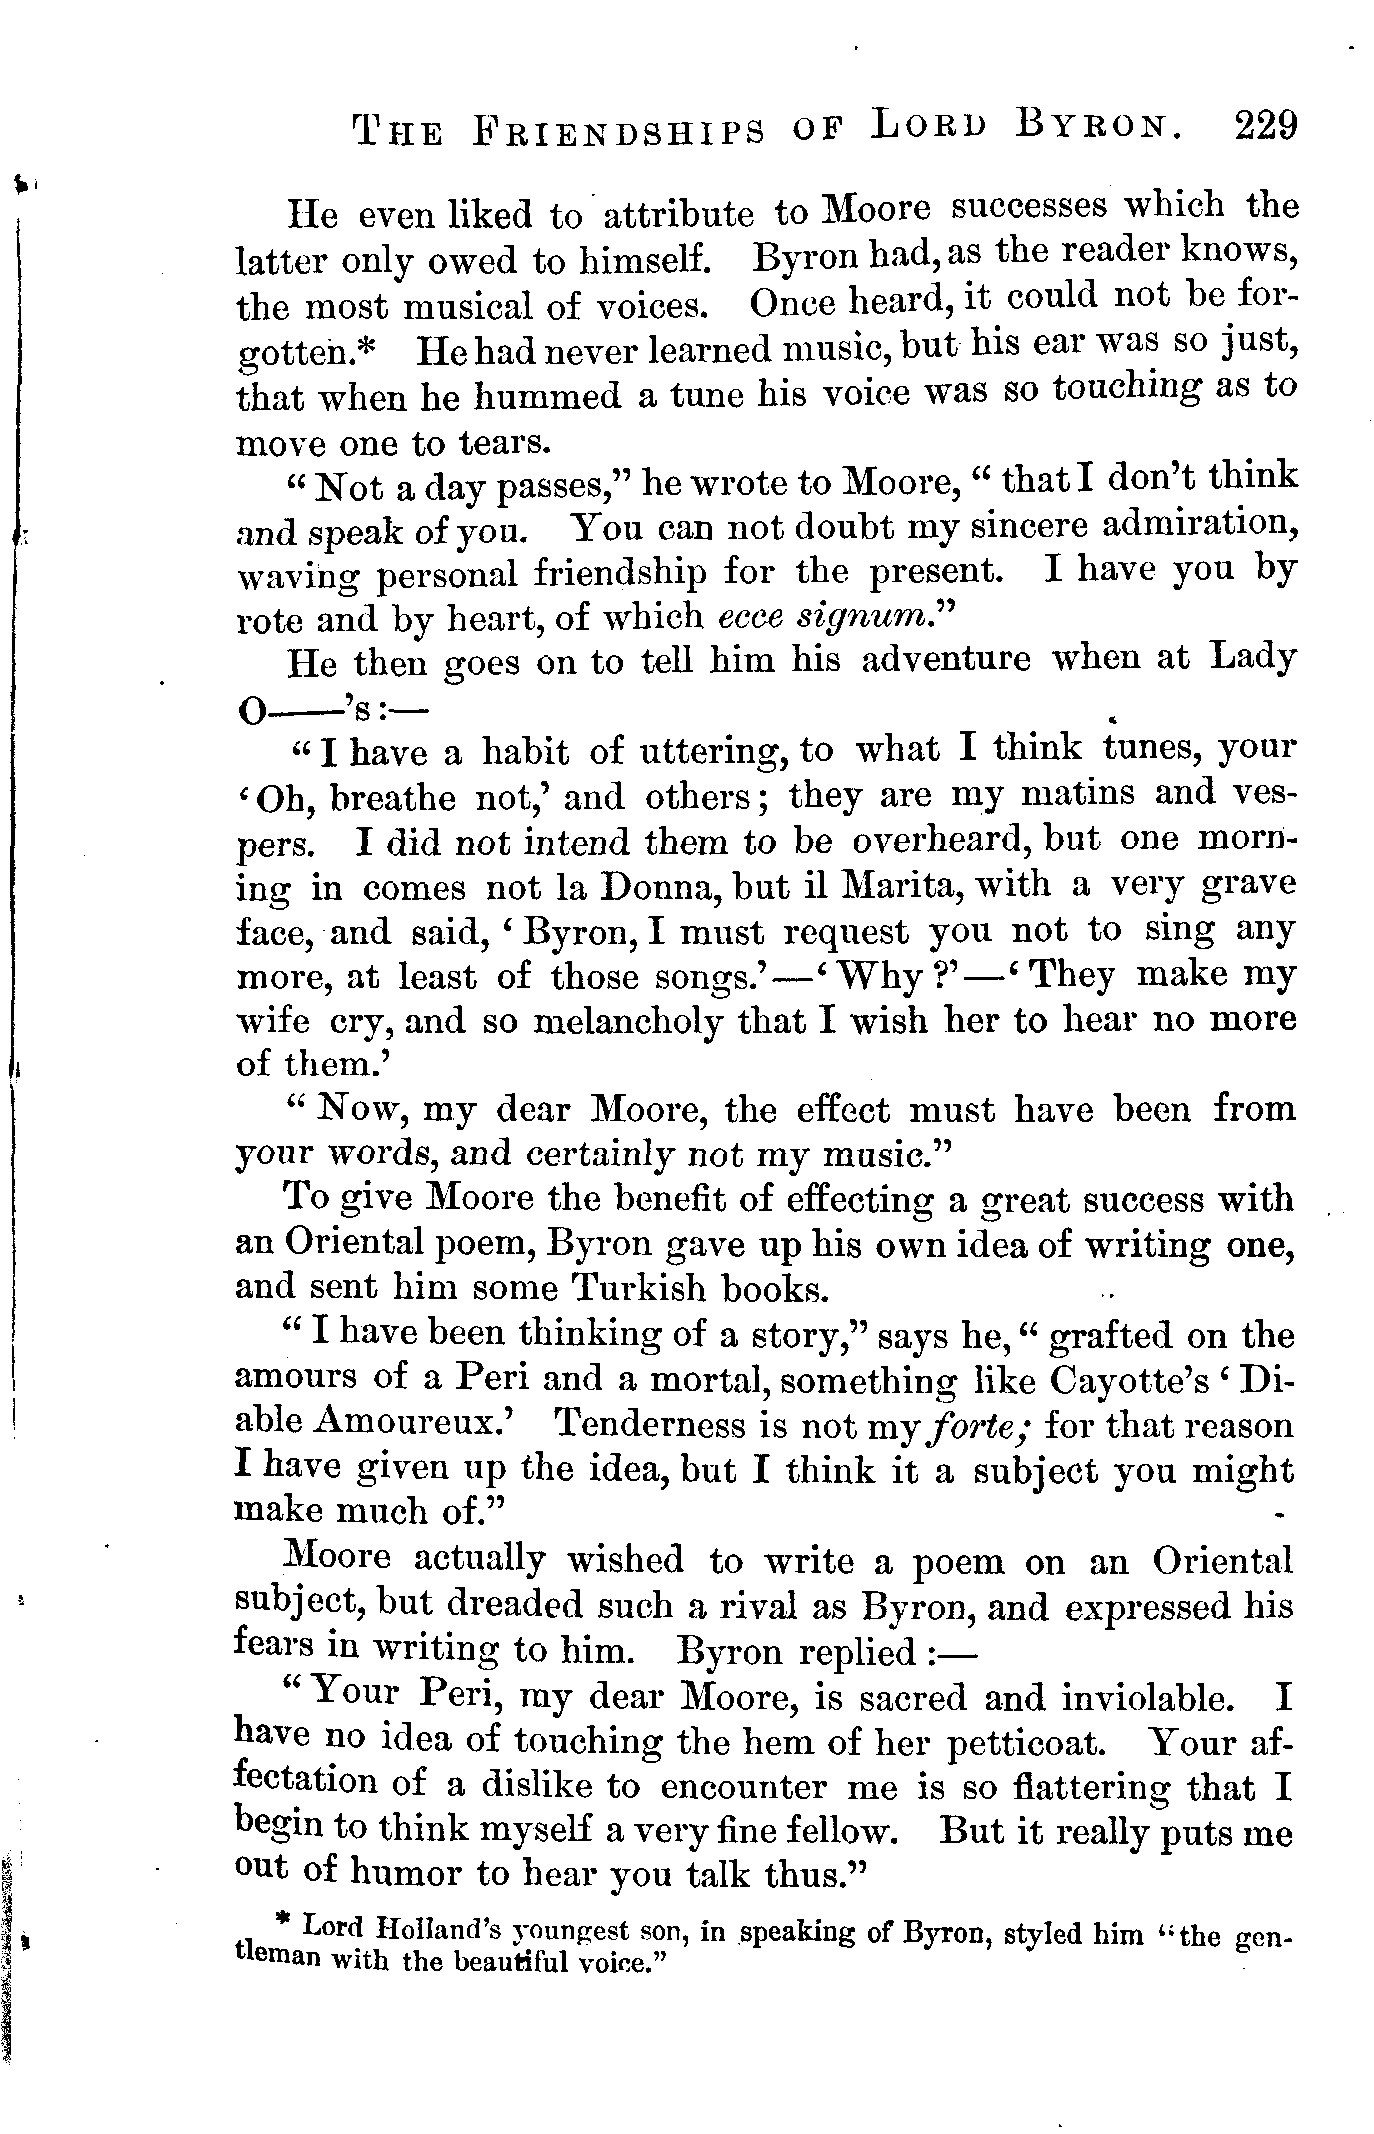 THE FRIENDSHIPS OF LORD BYRON. 229
He even liked to attribute to Moore successes which the
latter only owed to himself. Byron had, as the reader knows,
the most musical of voices. Once heard, it could not be for-
gotten.* He had never learned music, but his ear was so just,
that when he hummed a tune his voice was so touching as to
move one to tears.
“Not a day passes,” he wrote to Moore, “that I don’t think
and speak of you. You can not doubt my sincere admiration,
waving personal friendship for the present. I have you by
rote and by heart, of which ecce signum.”
He then goes on to tell him his adventure when at Lady
O——’s:—
“I have a habit of uttering, to what I think tunes, your
‘Oh, breathe not,’ and others; they are my matins and ves-
pers. I did not intend them to be overheard, but one morn-
ing in comes not la Donna, but il Marita, with a very grave
face, and said, ‘Byron, I must request you not to sing any
more, at least of those songs.’—‘Why?’—‘They make my
wife cry, and so melancholy that I wish her to hear no more
of them.’
“Now, my dear Moore, the effect must have been from
your words, and certainly not my music.”
To give Moore the benefit of effecting a great success with
an Oriental poem, Byron gave up his own idea of writing one,
and sent him some Turkish books.
“I have been thinking of a story,” says he, “grafted on the
amours of a Peri and a mortal, something like Cayotte’s ‘Di-
able Amoureux.’ Tenderness is not my forte; for that reason
I have given up the idea, but I think it a subject you might
make much of.”
Moore actually wished to write a poem on an Oriental
subject, but dreaded such a rival as Byron, and expressed his
fears in writing to him. Byron replied:—
“Your Peri, my dear Moore, is sacred and inviolable. I
have no idea of touching the hem of her petticoat. Your af-
fectation of a dislike to encounter me is so flattering that I
begin to think myself a very fine fellow. But it really puts me
out of humor to hear you talk thus.”
* Lord Holland’s youngest son, in speaking of Byron, styled him “the gen-
tleman with the beautiful voice.”